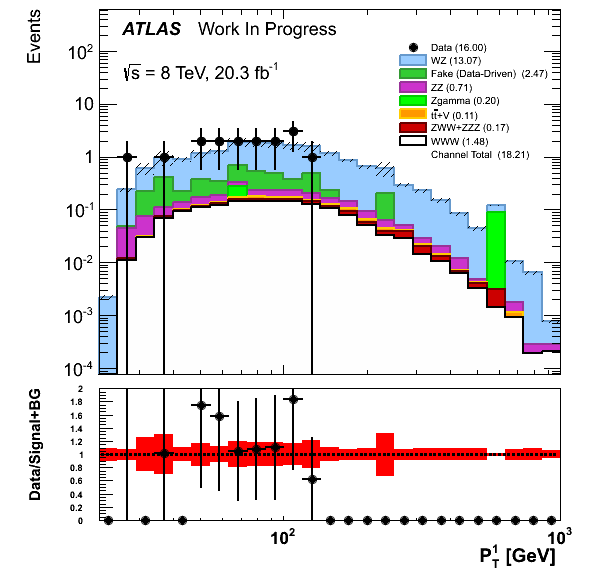 Events
ATLAS Work In Progress
√s = 8 TeV, 20.3 fb⁻¹
Data (16.00)
WZ (13.07)
Fake (Data-Driven) (2.47)
ZZ (0.71)
Zgamma (0.20)
tt̄+V (0.11)
ZWW+ZZZ (0.17)
WWW (1.48)
Channel Total (18.21)
10²
10
1
10⁻¹
10⁻²
10⁻³
10⁻⁴
Data/Signal+BG
2
1.8
1.6
1.4
1.2
1
0.8
0.6
0.4
0.2
0
10²
10³
P_T^1 [GeV]